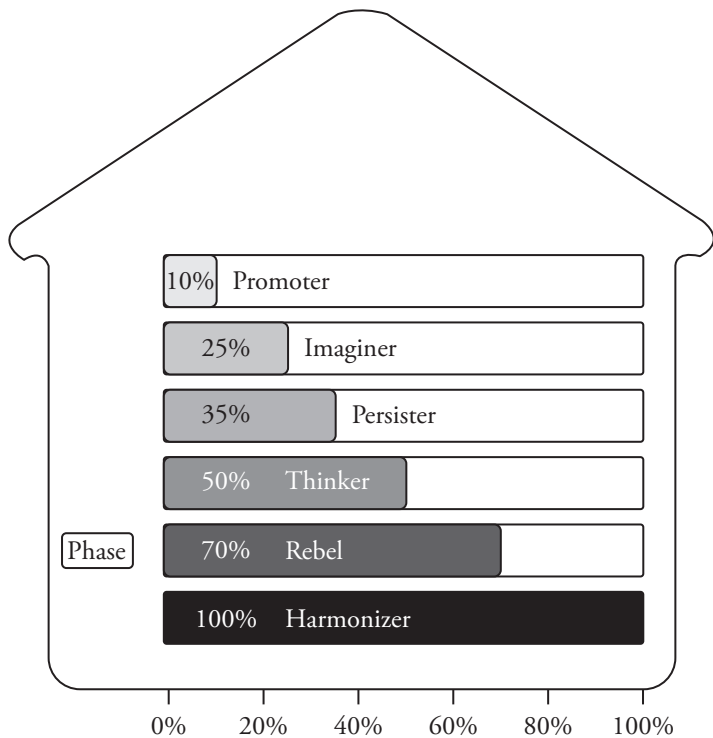 10% Promoter
25% Imaginer
35% Persister
50% Thinker
Phase 70% Rebel
100% Harmonizer
0% 20% 40% 60% 80% 100%